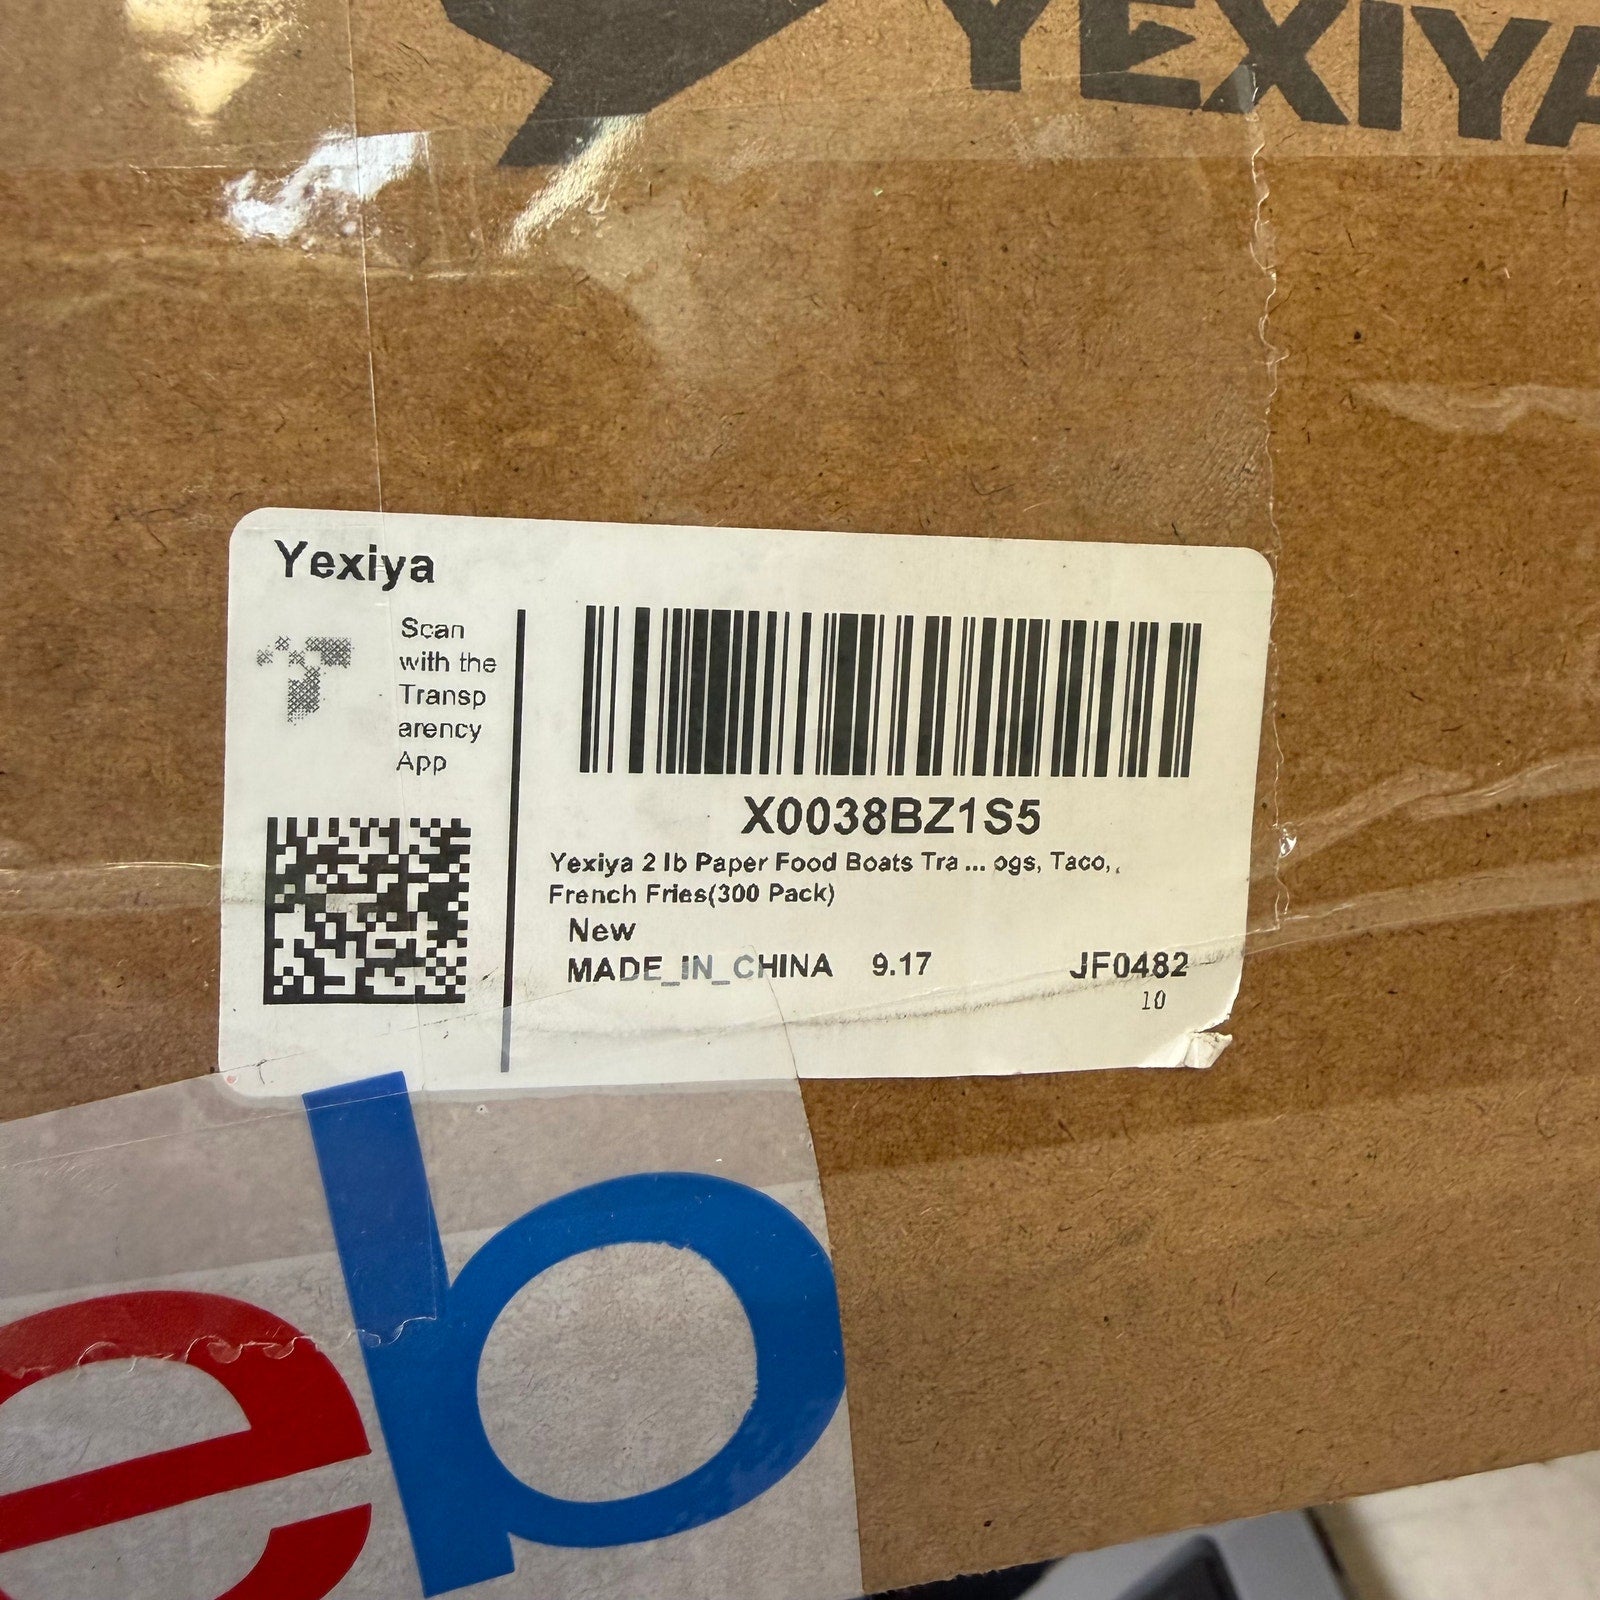 YEXIYA
Yexiya
Scan
with the
Transp
arency
App
X0038BZ1S5
Yexiya 2 lb Paper Food Boats Tra ... ogs, Taco, ,
French Fries(300 Pack)
New
MADE_IN_CHINA 9.17 JF0482
10
eb